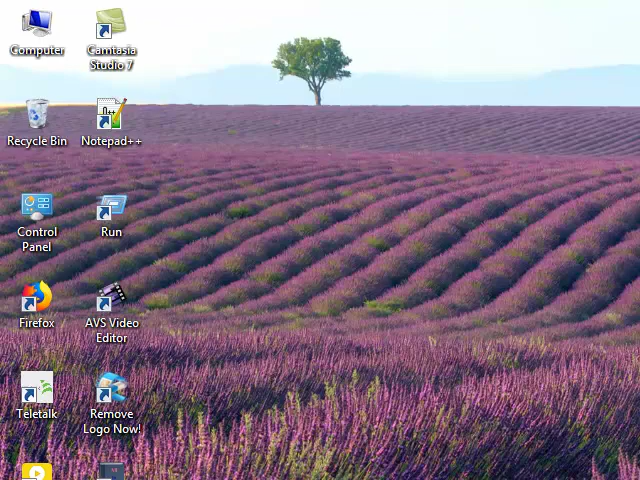 Computer
Camtasia
Studio 7
Recycle Bin
Notepad++
Control
Panel
Run
Firefox
AVS Video
Editor
Teletalk
Remove
Logo Now!